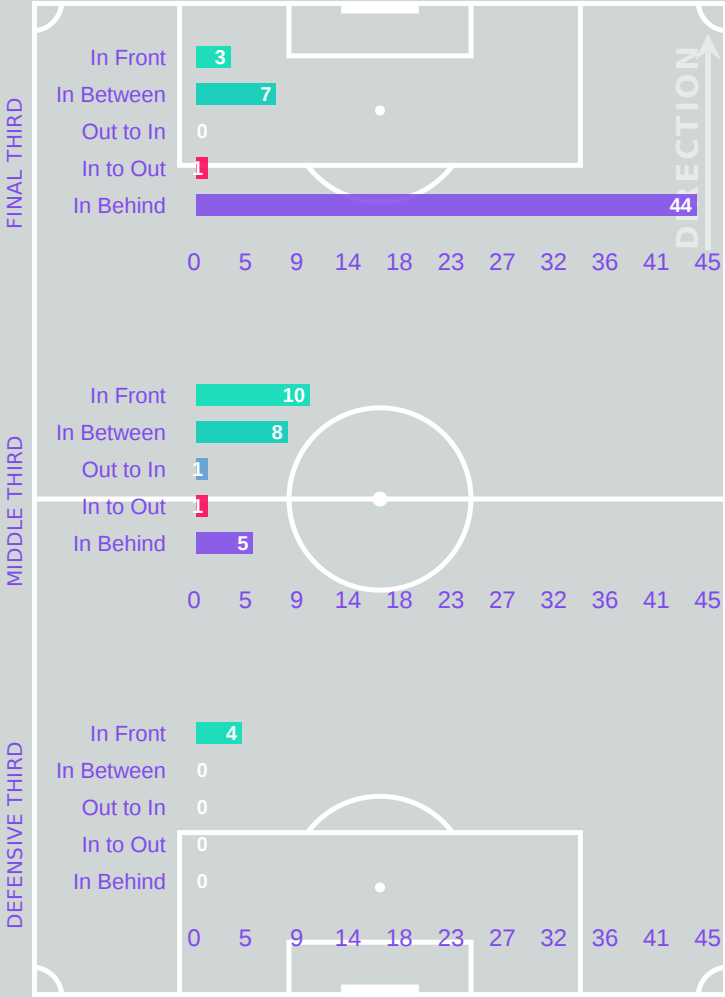 FINAL THIRD
In Front 3
In Between 7
Out to In 0
In to Out 1
In Behind 44
0 5 9 14 18 23 27 32 36 41 45
DIRECTION
MIDDLE THIRD
In Front 10
In Between 8
Out to In 1
In to Out 1
In Behind 5
0 5 9 14 18 23 27 32 36 41 45
DEFENSIVE THIRD
In Front 4
In Between 0
Out to In 0
In to Out 0
In Behind 0
0 5 9 14 18 23 27 32 36 41 45